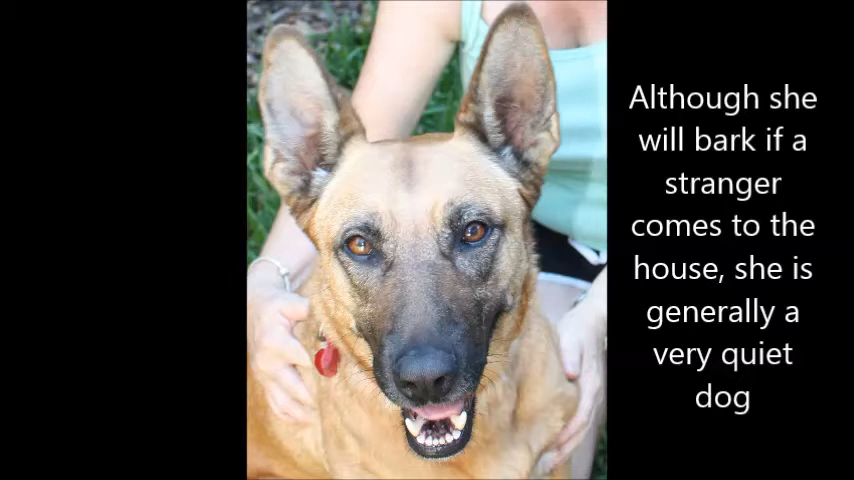 Although she
will bark if a
stranger
comes to the
house, she is
generally a
very quiet
dog